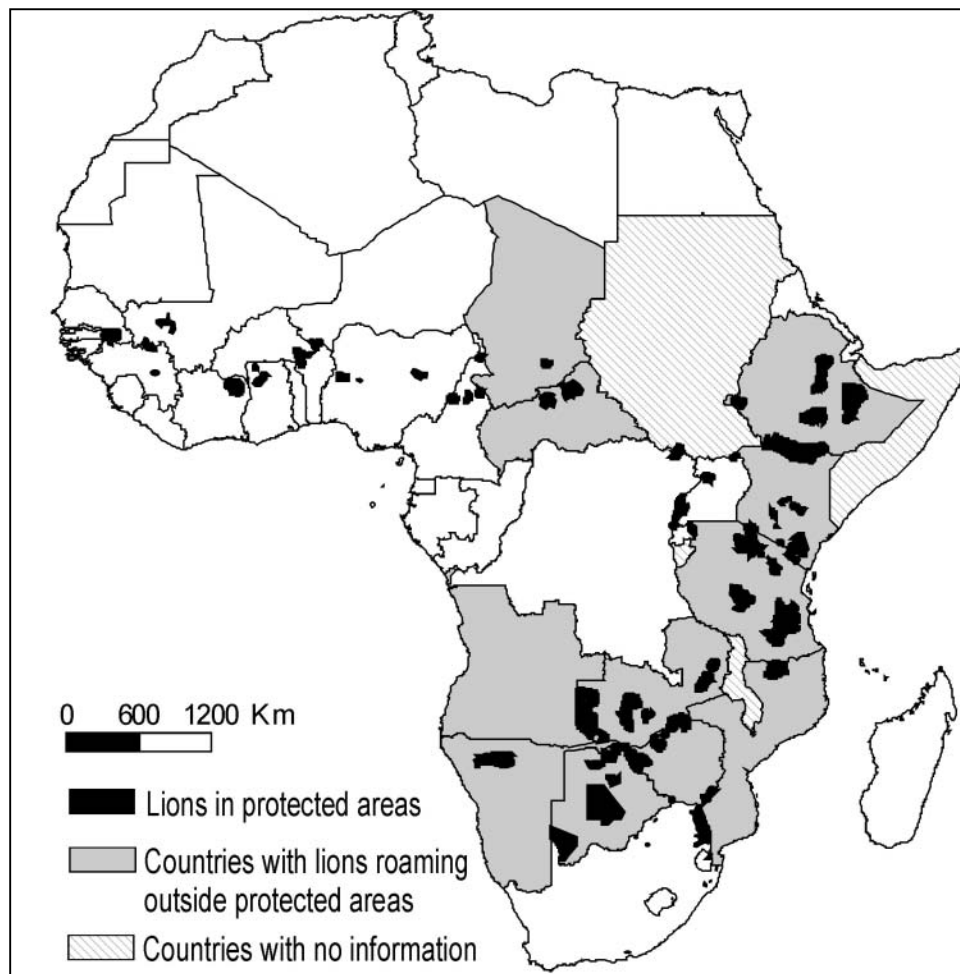 0 600 1200 Km
Lions in protected areas
Countries with lions roaming
outside protected areas
Countries with no information